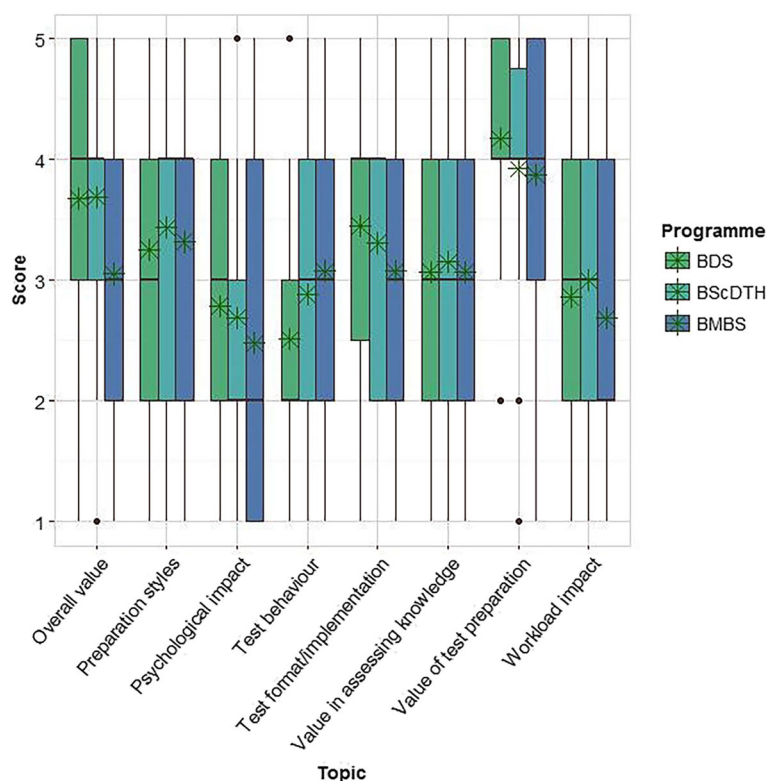 5
4
3
2
1
Score
Overall value
Preparation styles
Psychological impact
Test behaviour
Test format/implementation
Value in assessing knowledge
Value of test preparation
Workload impact
Topic
Programme
BDS
BScDTH
BMBS